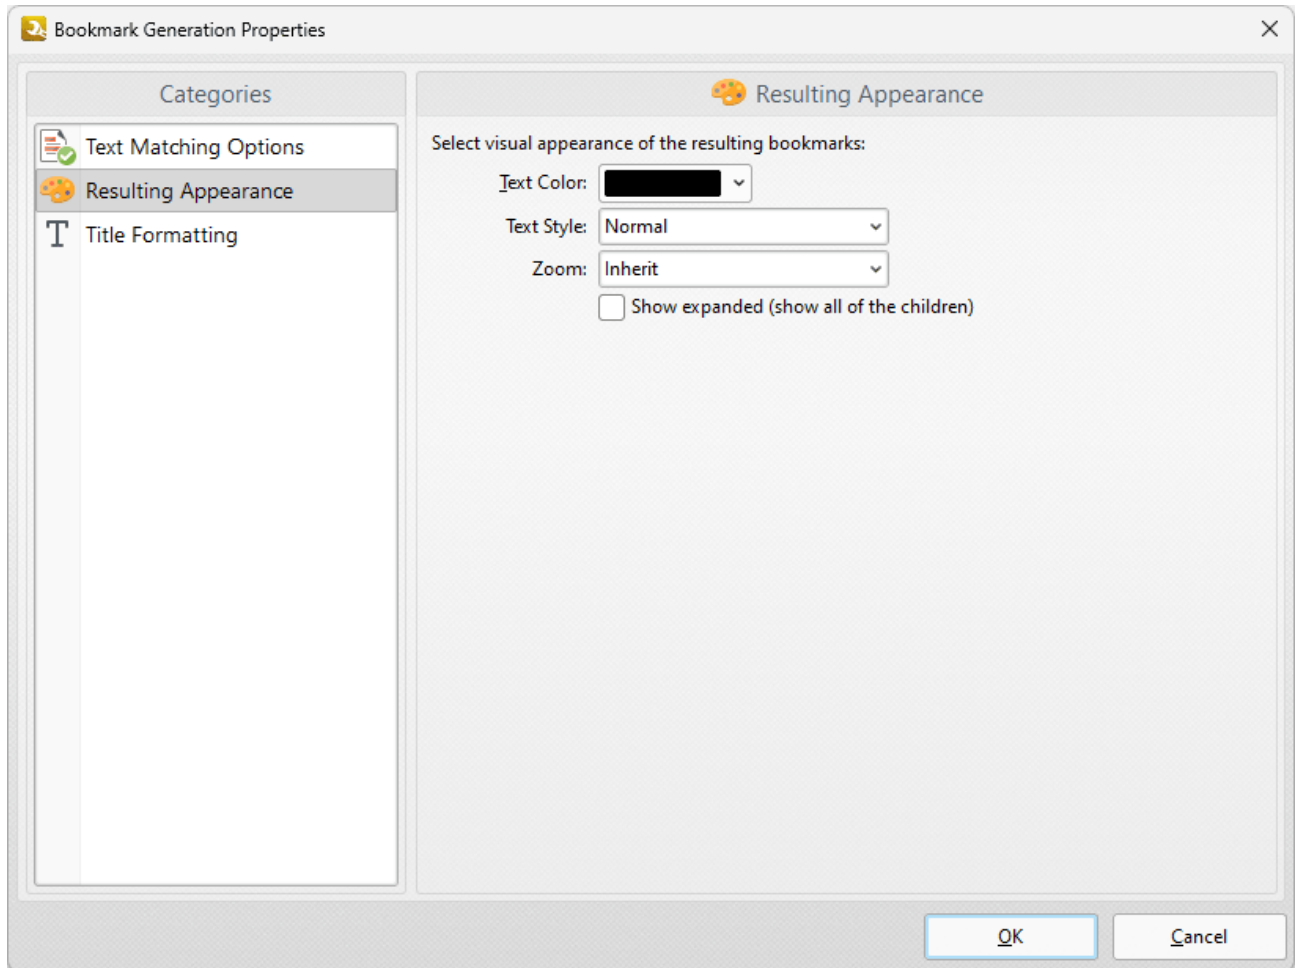 Bookmark Generation Properties
Categories
Text Matching Options
Resulting Appearance
Title Formatting
Resulting Appearance
Select visual appearance of the resulting bookmarks:
Text Color:
Text Style: Normal
Zoom: Inherit
Show expanded (show all of the children)
OK
Cancel